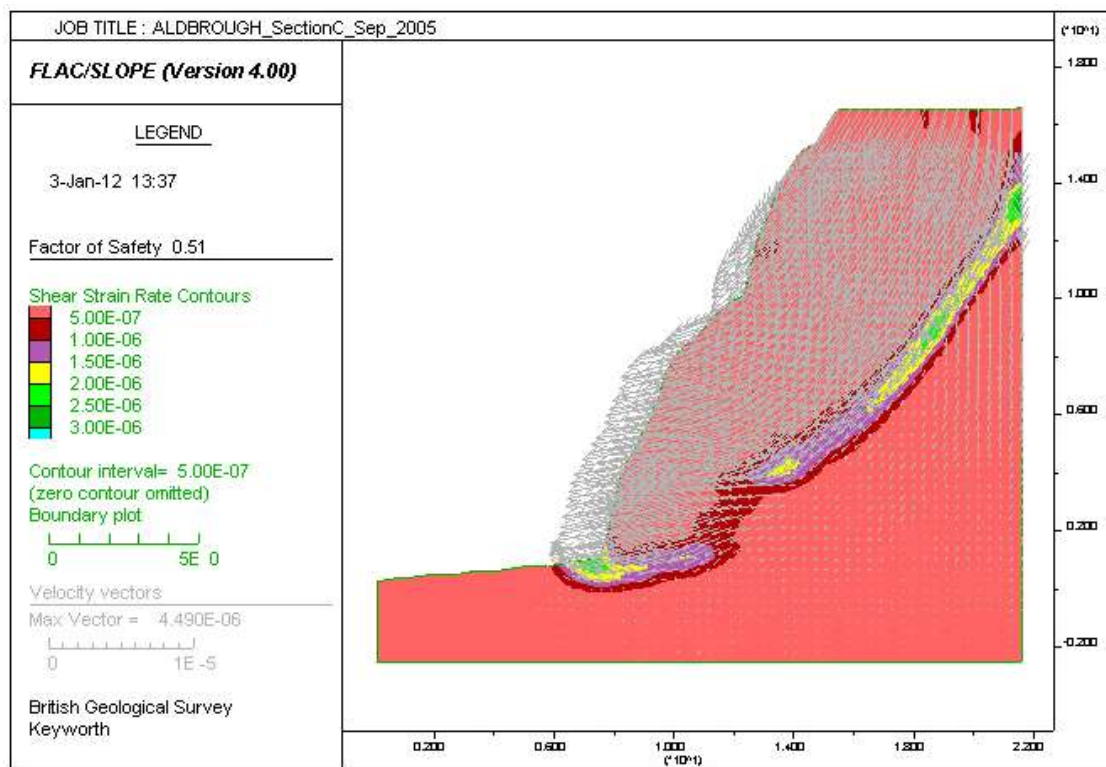 JOB TITLE : ALDBROUGH_SectionC_Sep_2005
FLAC/SLOPE (Version 4.00)
LEGEND
3-Jan-12 13:37
Factor of Safety 0.51
Shear Strain Rate Contours
5.00E-07
1.00E-06
1.50E-06
2.00E-06
2.50E-06
3.00E-06
Contour interval= 5.00E-07
(zero contour omitted)
Boundary plot
0 5E 0
Velocity vectors
Max Vector = 4.490E-06
0 1E -5
British Geological Survey
Keyworth
(*10^1)
1.800
1.400
1.000
0.600
0.200
-0.200
0.200 0.600 1.000 1.400 1.800 2.200
(*10^1)